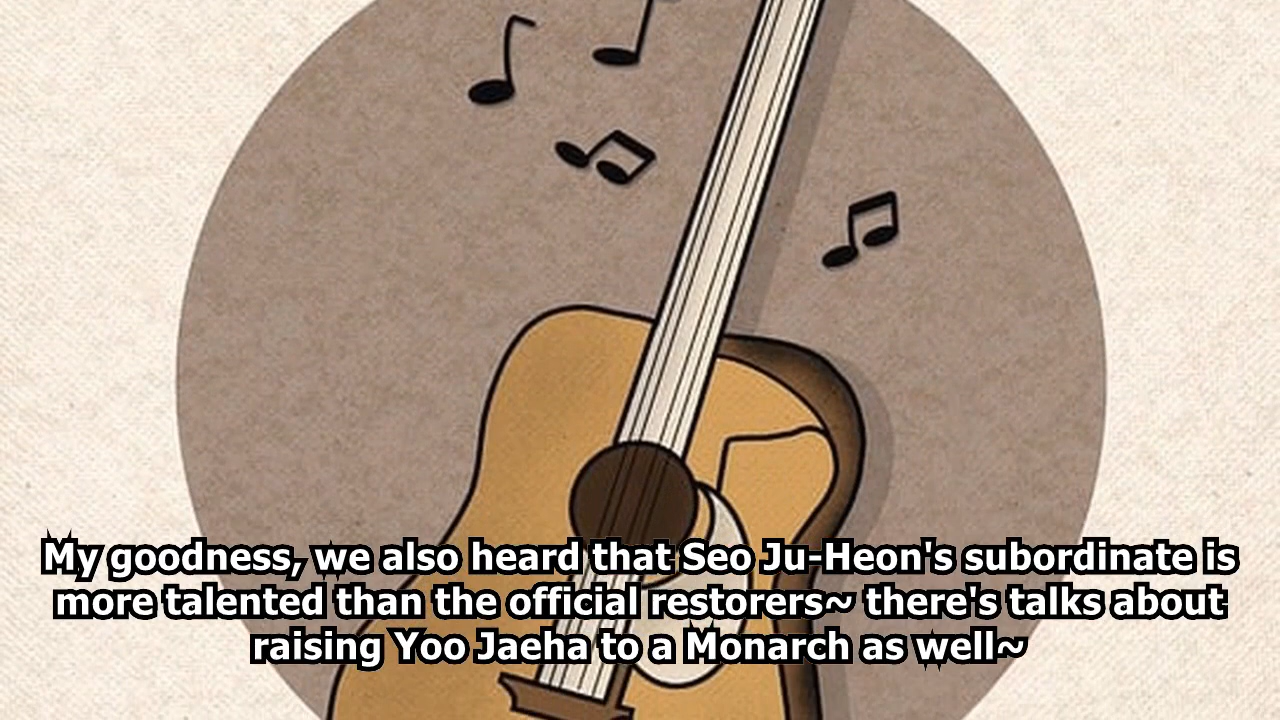 My goodness, we also heard that Seo Ju-Heon's subordinate is
more talented than the official restorers~ there's talks about
raising Yoo Jaeha to a Monarch as well~